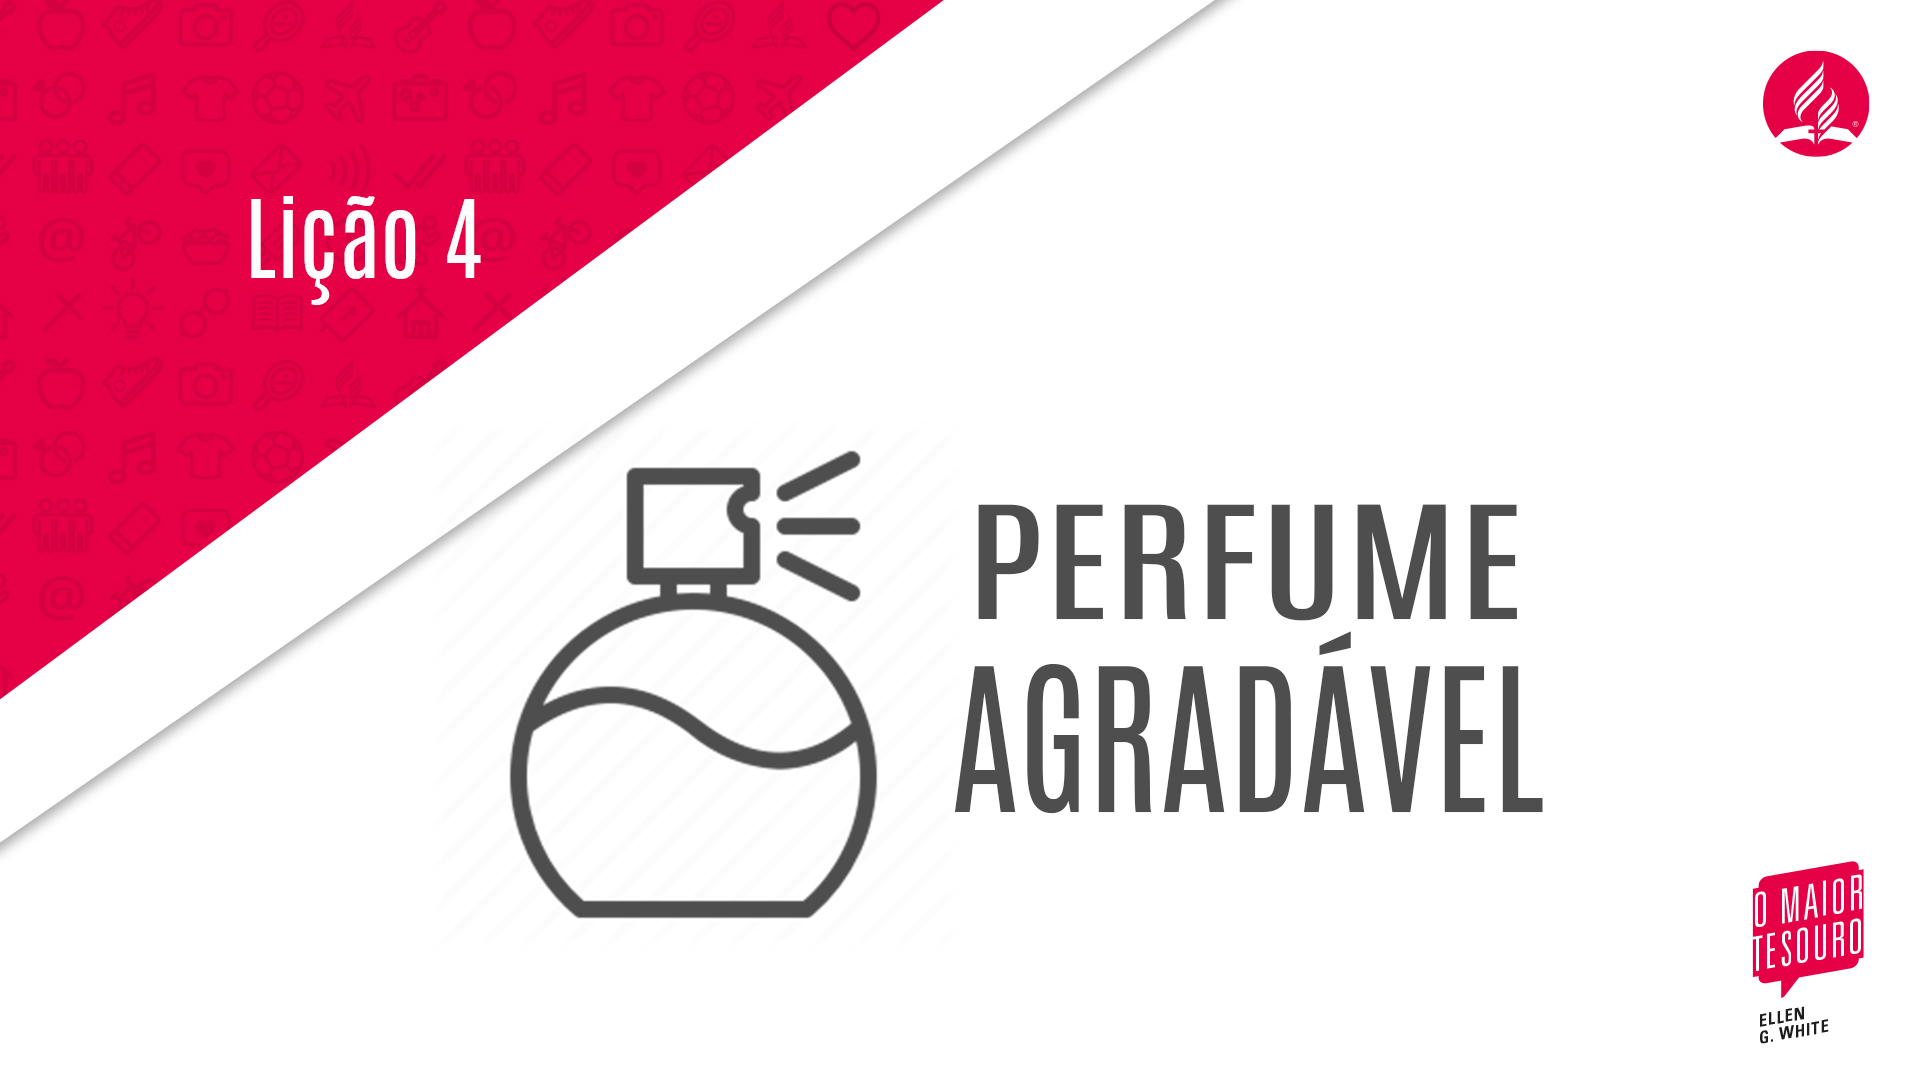 Lição 4
PERFUME
AGRADÁVEL
O MAIOR
TESOURO
ELLEN
G. WHITE